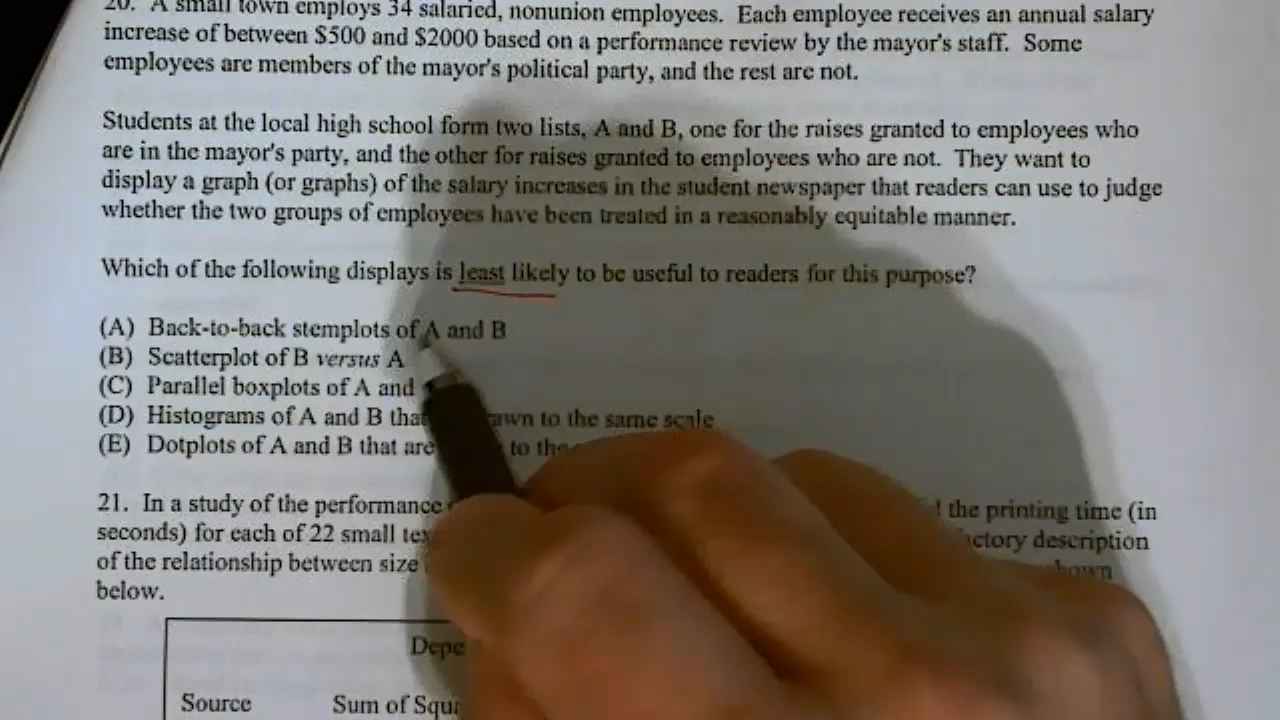 20. A small town employs 34 salaried, nonunion employees. Each employee receives an annual salary
increase of between $500 and $2000 based on a performance review by the mayor's staff. Some
employees are members of the mayor's political party, and the rest are not.
Students at the local high school form two lists, A and B, one for the raises granted to employees who
are in the mayor's party, and the other for raises granted to employees who are not. They want to
display a graph (or graphs) of the salary increases in the student newspaper that readers can use to judge
whether the two groups of employees have been treated in a reasonably equitable manner.
Which of the following displays is least likely to be useful to readers for this purpose?
(A) Back-to-back stemplots of A and B
(B) Scatterplot of B versus A
(C) Parallel boxplots of A and
(D) Histograms of A and B that to the same scale
(E) Dotplots of A and B that are to the
21. In a study of the performance the printing time (in
seconds) for each of 22 small description
of the relationship between size
below.
Source Sum of